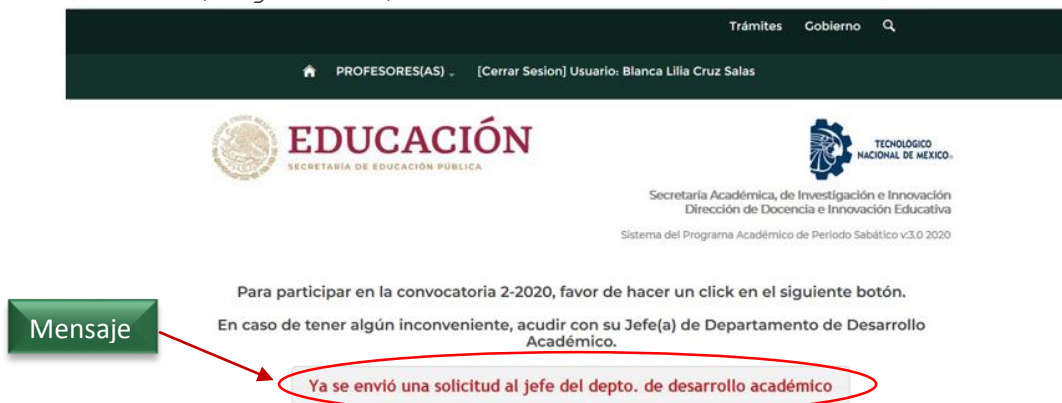 Trámites Gobierno
PROFESORES(AS) [Cerrar Sesion] Usuario: Blanca Lilia Cruz Salas
EDUCACIÓN
SECRETARÍA DE EDUCACIÓN PÚBLICA
TECNOLOGICO
NACIONAL DE MEXICO
Secretaría Académica, de Investigación e Innovación
Dirección de Docencia e Innovación Educativa
Sistema del Programa Académico de Periodo Sabático v:3.0 2020
Para participar en la convocatoria 2-2020, favor de hacer un click en el siguiente botón.
Mensaje
En caso de tener algún inconveniente, acudir con su Jefe(a) de Departamento de Desarrollo
Académico.
Ya se envió una solicitud al jefe del depto. de desarrollo académico